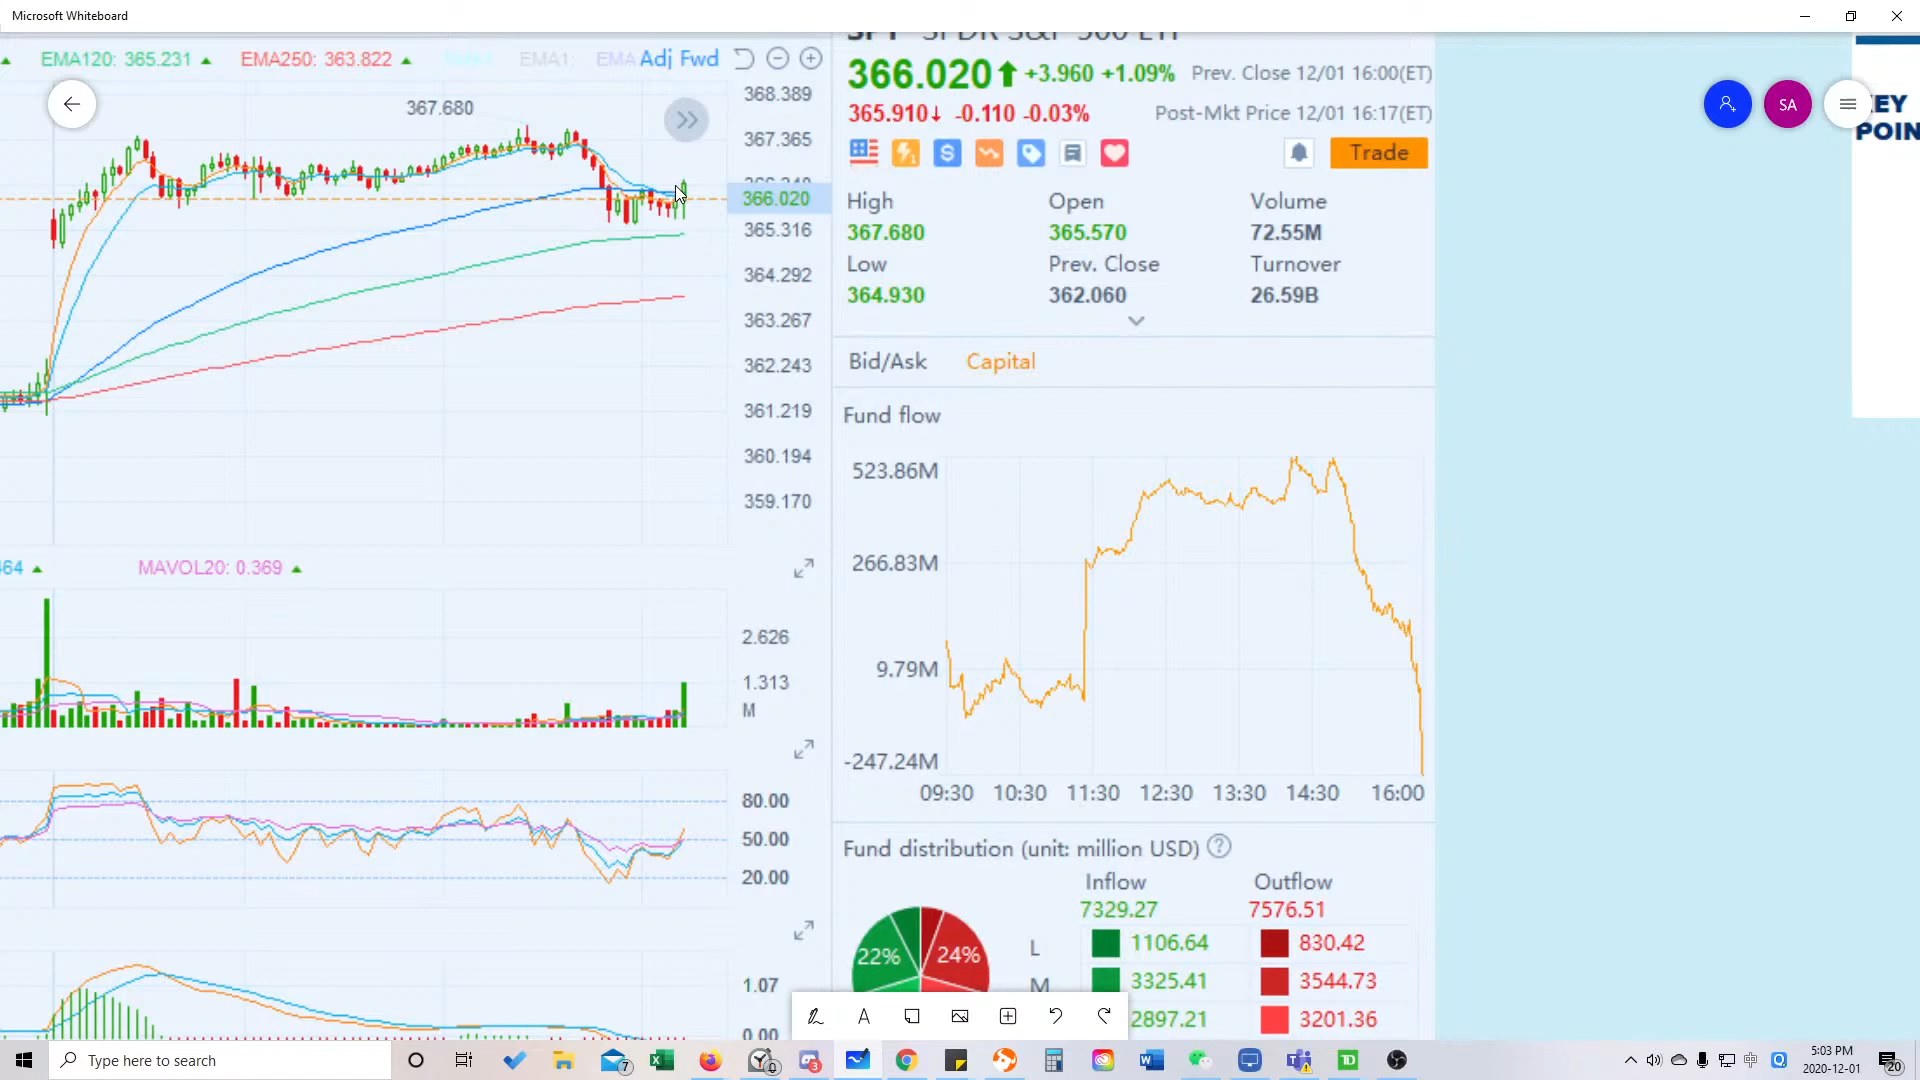 Microsoft Whiteboard
EMA120: 365.231
EMA250: 363.822
EMA1:
EMA
Adj Fwd
367.680
368.389
367.365
366.020
365.316
364.292
363.267
362.243
361.219
360.194
359.170
464
MAVOL20: 0.369
2.626
1.313
M
80.00
50.00
20.00
1.07
0.00
SPY SPDR S&P 500 ETF
366.020 +3.960 +1.09% Prev. Close 12/01 16:00(ET)
365.910 -0.110 -0.03% Post-Mkt Price 12/01 16:17(ET)
Trade
High Open Volume
367.680 365.570 72.55M
Low Prev. Close Turnover
364.930 362.060 26.59B
Bid/Ask Capital
Fund flow
523.86M
266.83M
9.79M
-247.24M
09:30 10:30 11:30 12:30 13:30 14:30 16:00
Fund distribution (unit: million USD) ?
Inflow Outflow
7329.27 7576.51
22% 24%
L 1106.64 830.42
M 3325.41 3544.73
2897.21 3201.36
SA
KEY
POIN
Type here to search
5:03 PM
2020-12-01